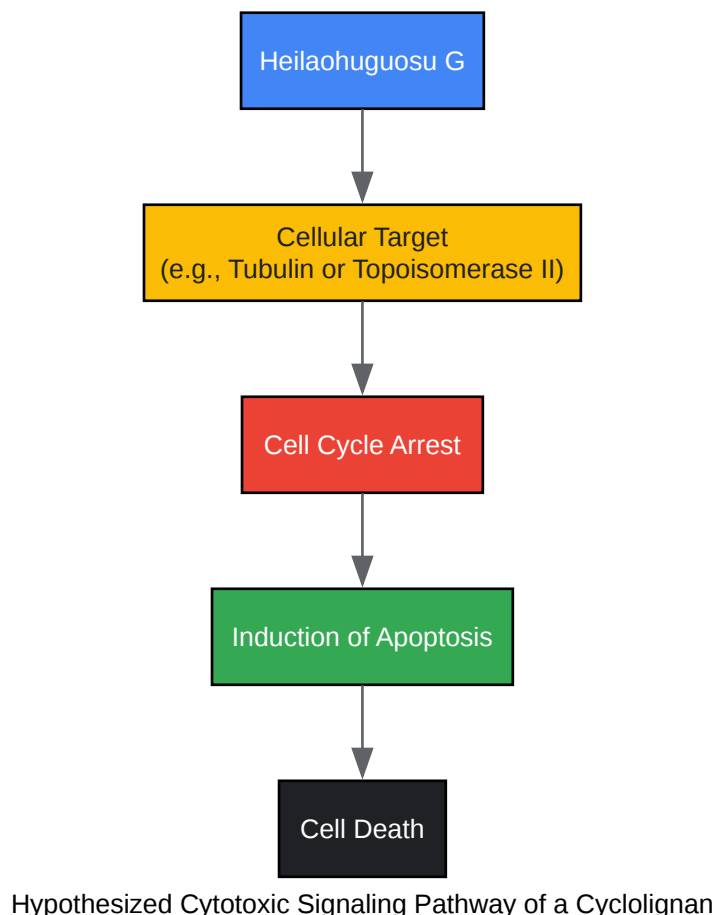 Heilaohuguosu G
Cellular Target
(e.g., Tubulin or Topoisomerase II)
Cell Cycle Arrest
Induction of Apoptosis
Cell Death
Hypothesized Cytotoxic Signaling Pathway of a Cyclolignan